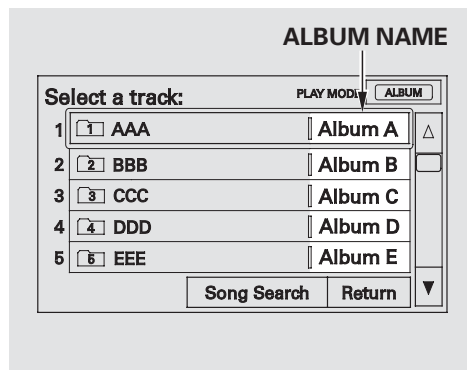 ALBUM NAME
Select a track: PLAY MODE ALBUM
1 1 AAA Album A
2 2 BBB Album B
3 3 CCC Album C
4 4 DDD Album D
5 5 EEE Album E
Song Search Return